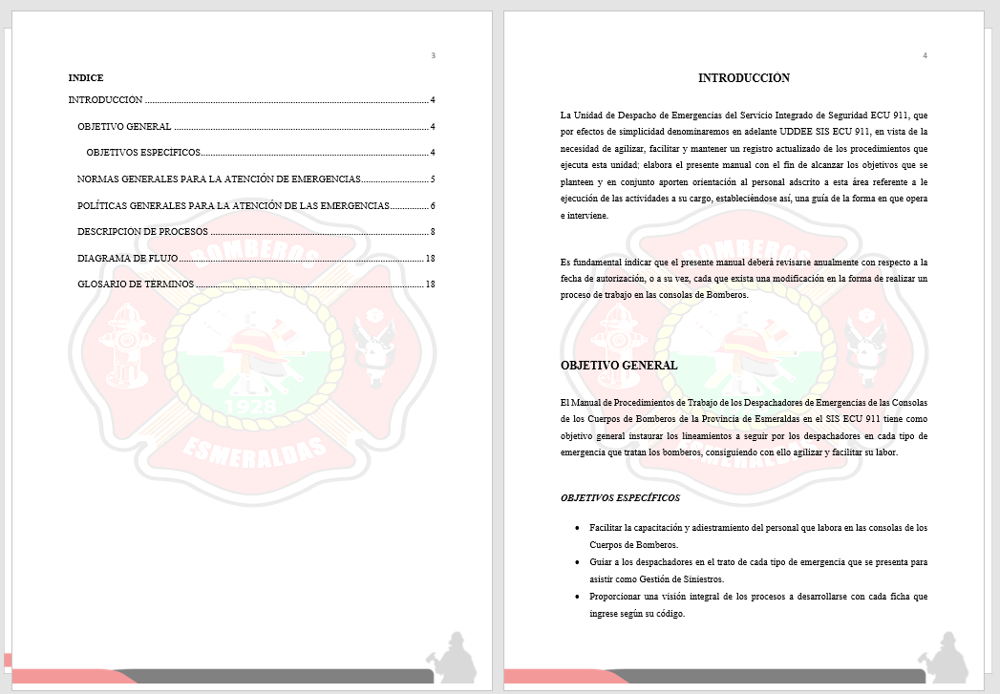 3
INDICE
INTRODUCCIÓN ........ 4
OBJETIVO GENERAL ........ 4
OBJETIVOS ESPECÍFICOS ........ 4
NORMAS GENERALES PARA LA ATENCIÓN DE EMERGENCIAS ........ 5
POLÍTICAS GENERALES PARA LA ATENCIÓN DE LAS EMERGENCIAS ........ 6
DESCRIPCIÓN DE PROCESOS ........ 8
DIAGRAMA DE FLUJO ........ 18
GLOSARIO DE TÉRMINOS ........ 18
BOMBEROS
1928
ESMERALDAS
4
INTRODUCCIÓN
La Unidad de Despacho de Emergencias del Servicio Integrado de Seguridad ECU 911, que
por efectos de simplicidad denominaremos en adelante UDDEE SIS ECU 911, en vista de la
necesidad de agilizar, facilitar y mantener un registro actualizado de los procedimientos que
ejecuta esta unidad; elabora el presente manual con el fin de alcanzar los objetivos que se
planteen y en conjunto aporten orientación al personal adscrito a esta área referente a le
ejecución de las actividades a su cargo, estableciéndose así, una guía de la forma en que opera
e interviene.
Es fundamental indicar que el presente manual deberá revisarse anualmente con respecto a la
fecha de autorización, o a su vez, cada que exista una modificación en la forma de realizar un
proceso de trabajo en las consolas de Bomberos.
OBJETIVO GENERAL
El Manual de Procedimientos de Trabajo de los Despachadores de Emergencias de las Consolas
de los Cuerpos de Bomberos de la Provincia de Esmeraldas en el SIS ECU 911 tiene como
objetivo general instaurar los lineamientos a seguir por los despachadores en cada tipo de
emergencia que tratan los bomberos, consiguiendo con ello agilizar y facilitar su labor.
OBJETIVOS ESPECÍFICOS
• Facilitar la capacitación y adiestramiento del personal que labora en las consolas de los
Cuerpos de Bomberos.
• Guiar a los despachadores en el trato de cada tipo de emergencia que se presenta para
asistir como Gestión de Siniestros.
• Proporcionar una visión integral de los procesos a desarrollarse con cada ficha que
ingrese según su código.
BOMBEROS
ESMERALDAS